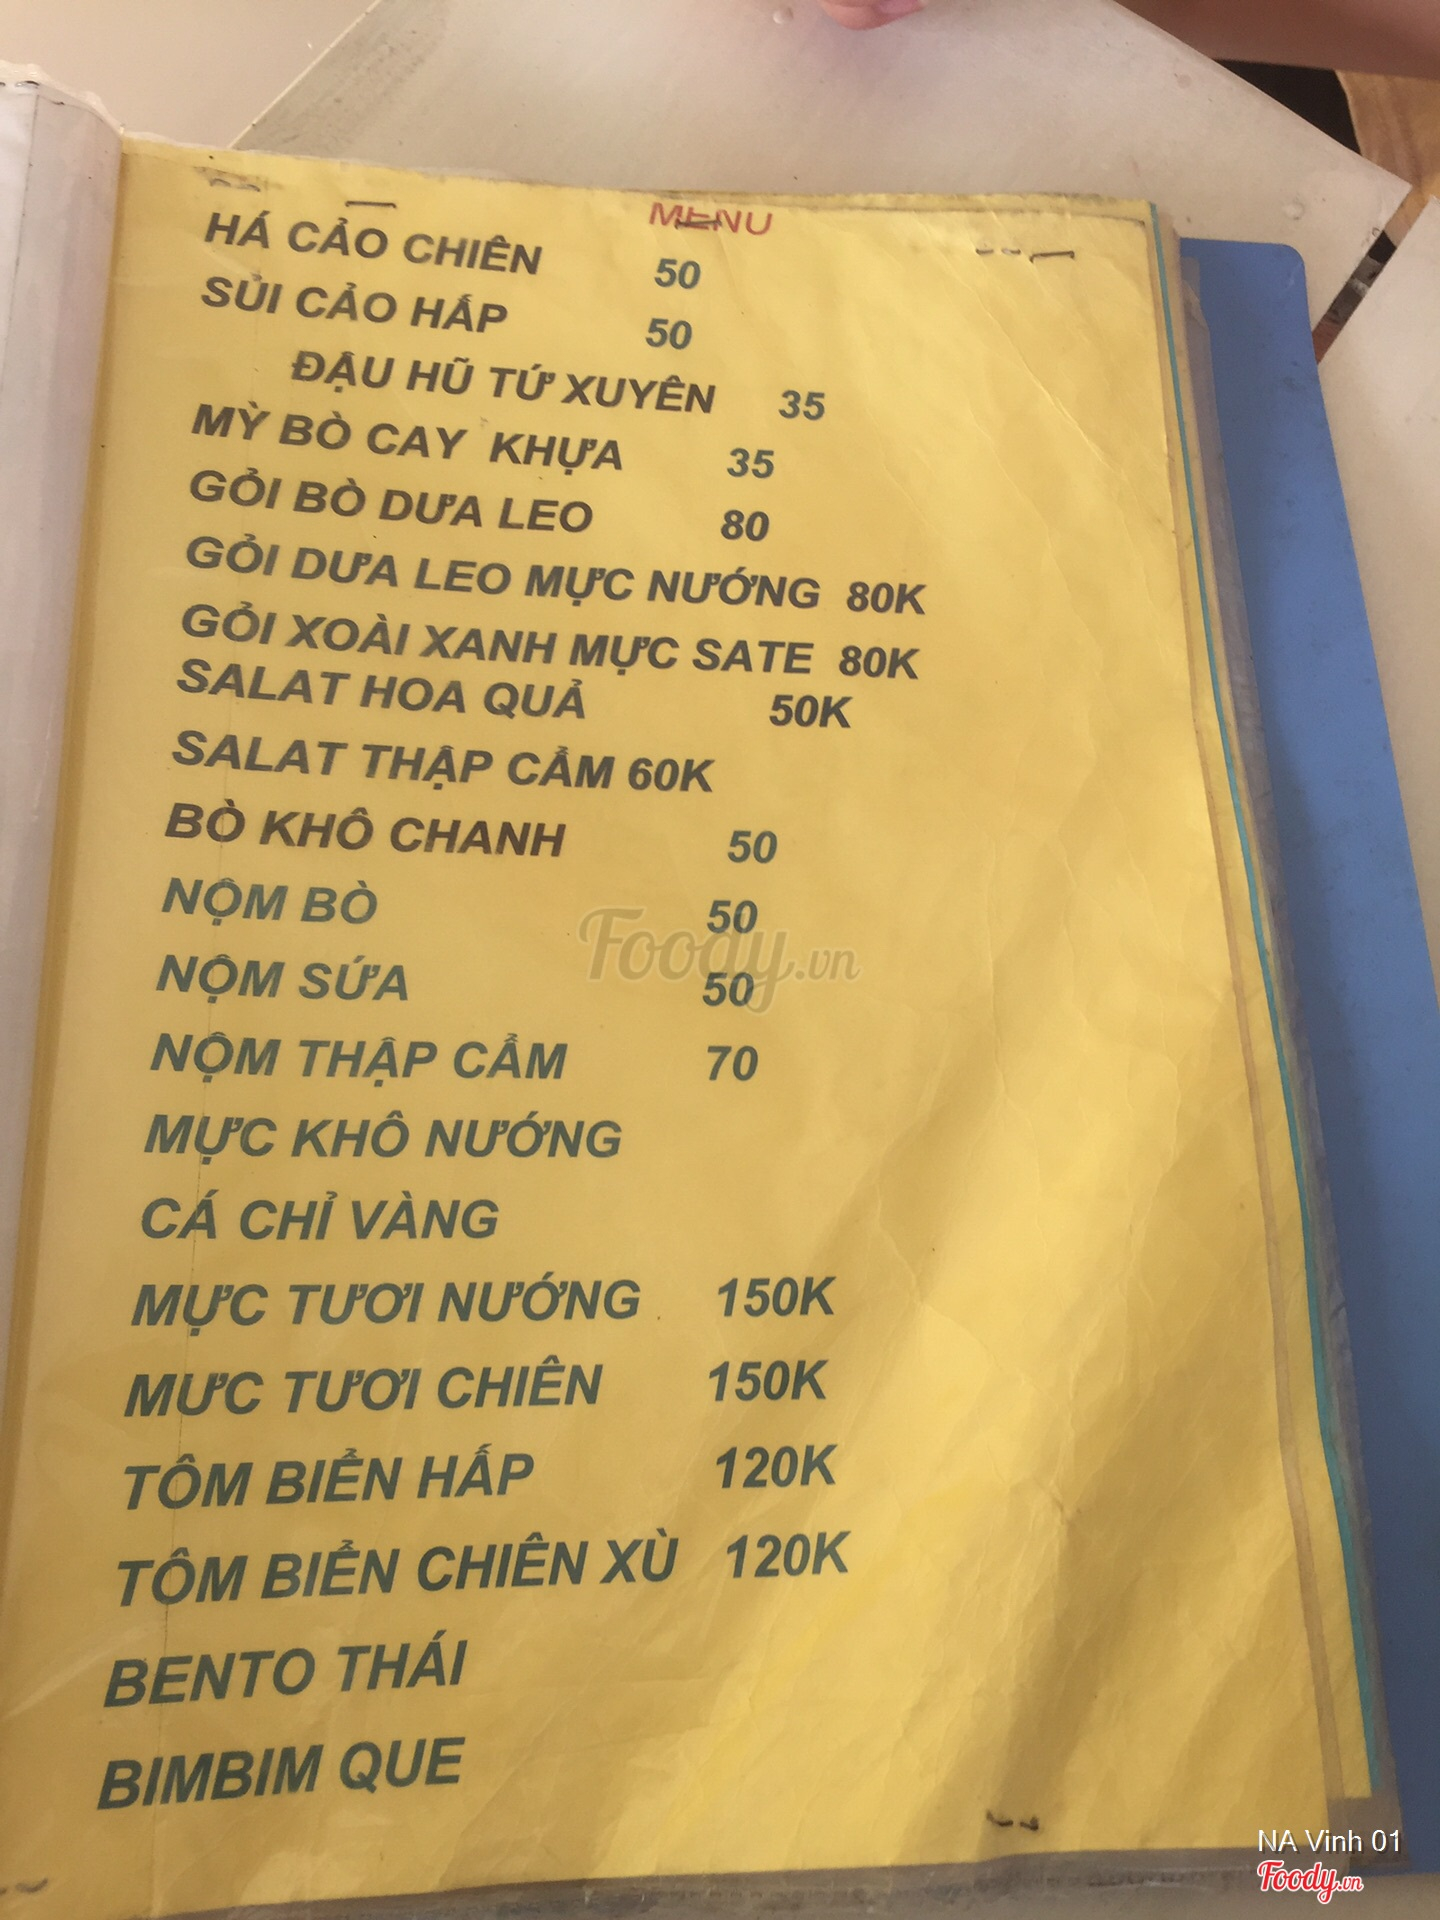 MENU
HÁ CẢO CHIÊN 50
SỦI CẢO HẤP 50
ĐẬU HŨ TỨ XUYÊN 35
MỲ BÒ CAY KHỰA 35
GỎI BÒ DƯA LEO 80
GỎI DƯA LEO MỰC NƯỚNG 80K
GỎI XOÀI XANH MỰC SATE 80K
SALAT HOA QUẢ 50K
SALAT THẬP CẨM 60K
BÒ KHÔ CHANH 50
NỘM BÒ 50
NỘM SỨA 50
NỘM THẬP CẨM 70
MỰC KHÔ NƯỚNG
CÁ CHỈ VÀNG
MỰC TƯƠI NƯỚNG 150K
MƯC TƯƠI CHIÊN 150K
TÔM BIỂN HẤP 120K
TÔM BIỂN CHIÊN XÙ 120K
BENTO THÁI
BIMBIM QUE
Foody.vn
NA Vinh 01
Foody.vn